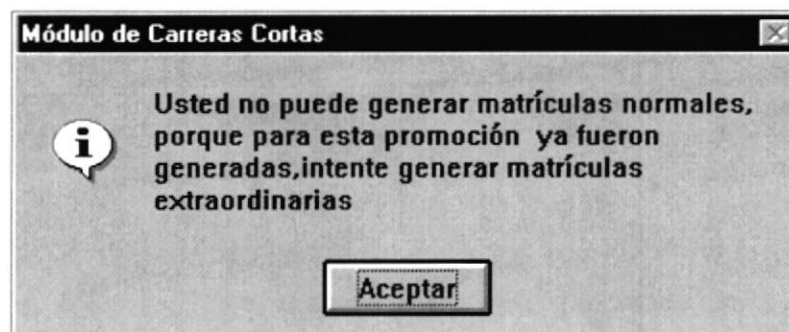 Módulo de Carreras Cortas
Usted no puede generar matrículas normales,
porque para esta promoción ya fueron
generadas,intente generar matrículas
extraordinarias
Aceptar